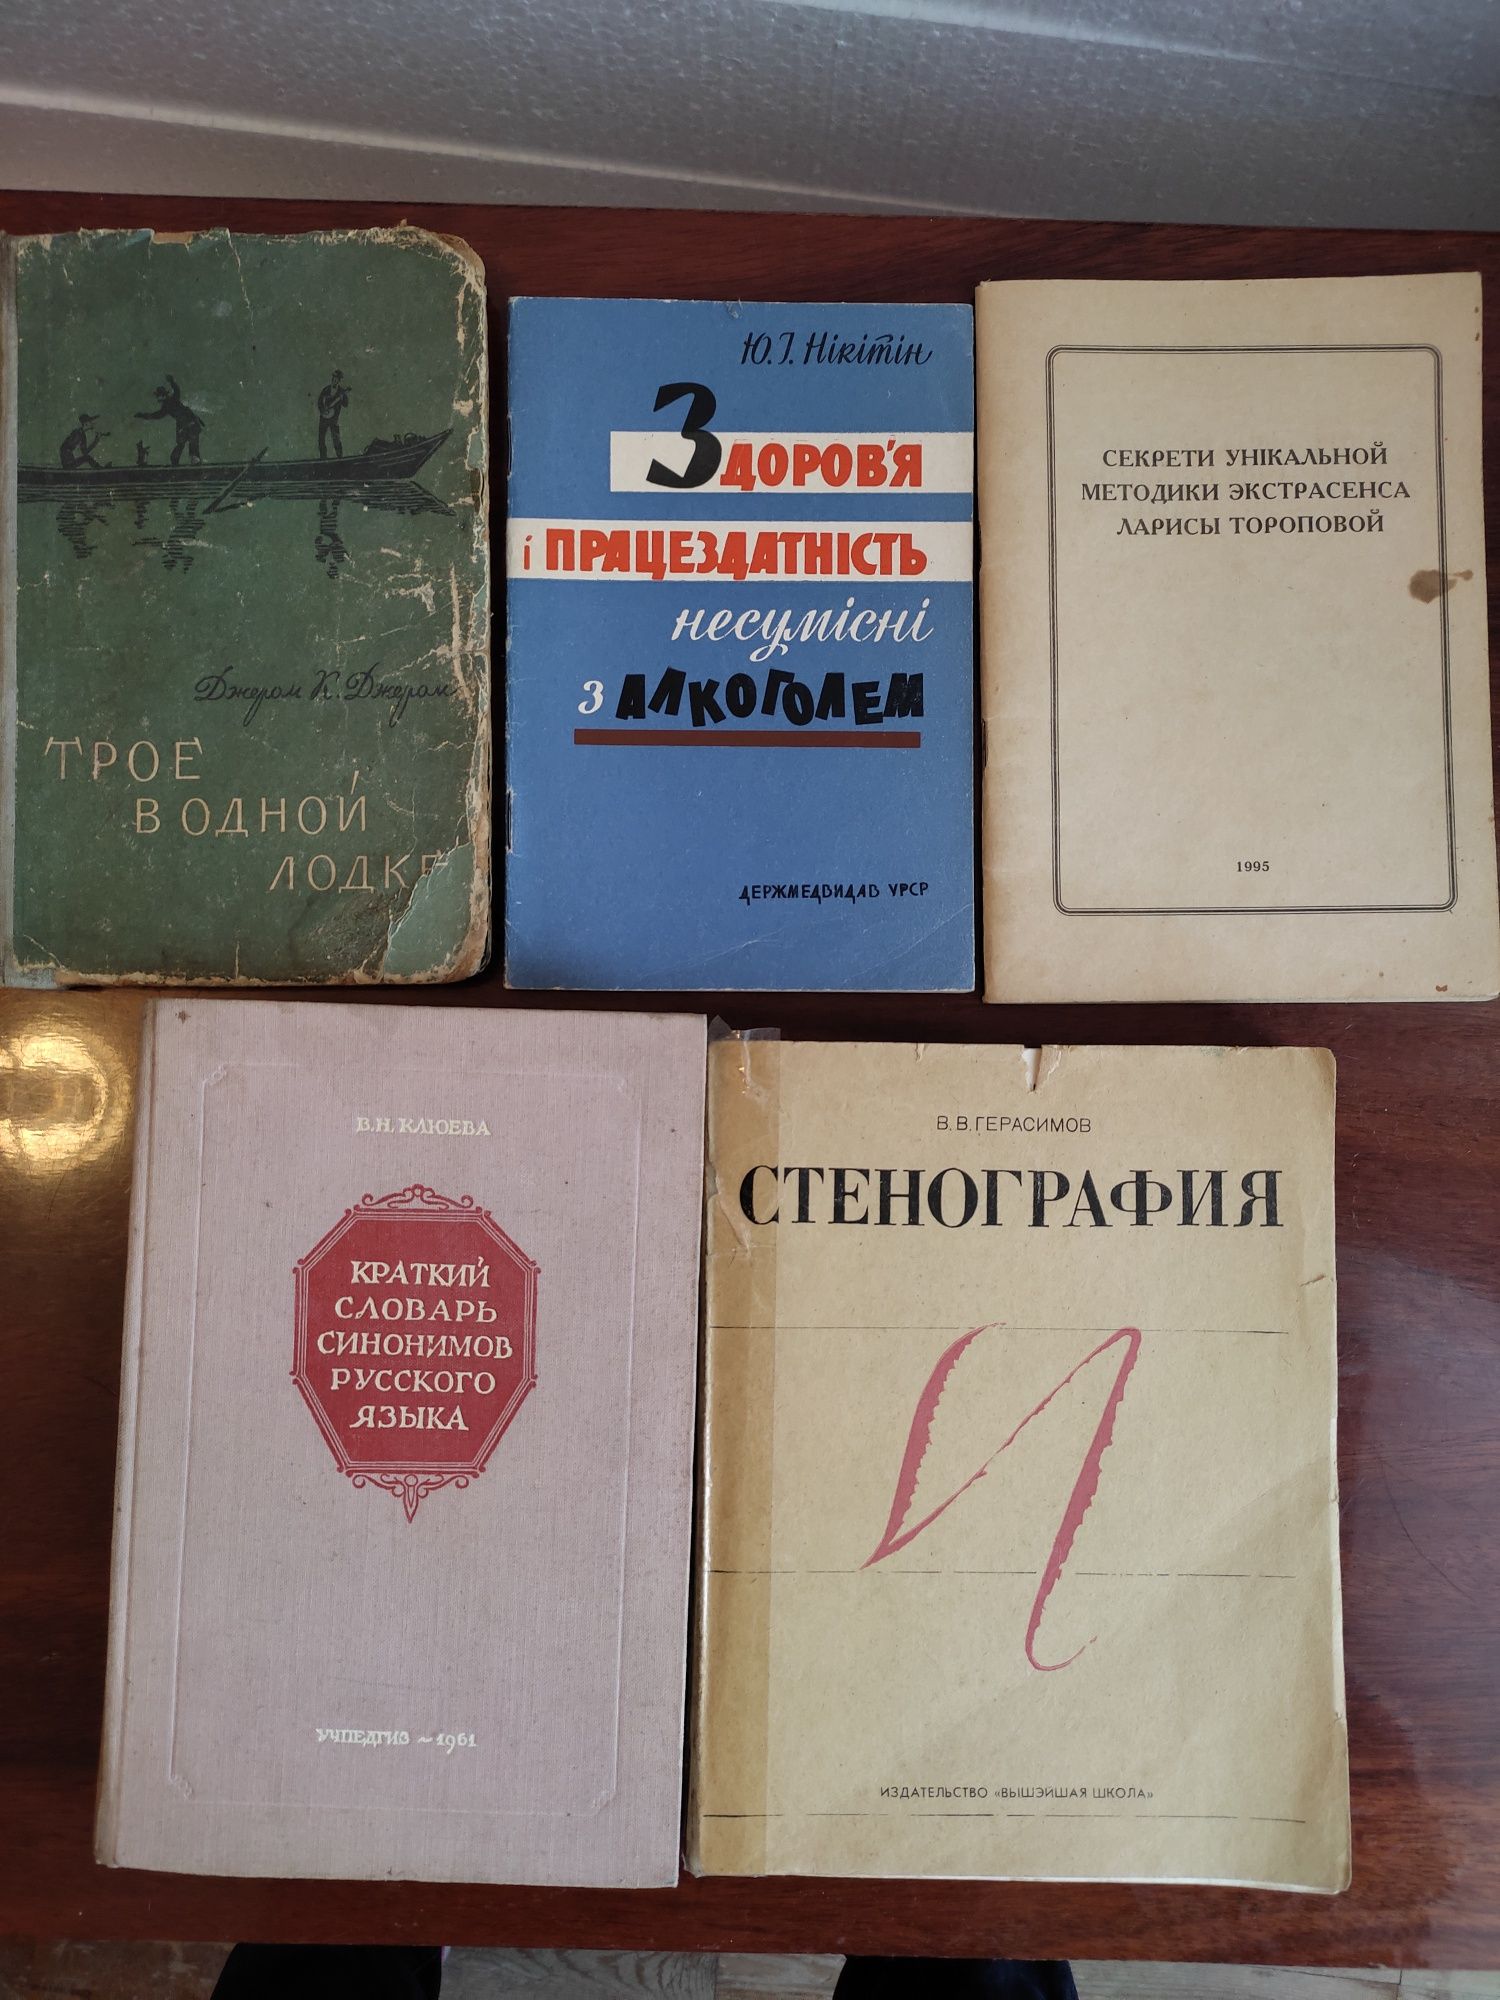 Джером К. Джером
ТРОЕ
В ОДНОЙ
ЛОДКЕ
Ю. І. Нікітін
ЗДОРОВ'Я
і ПРАЦЕЗДАТНІСТЬ
несумісні
з АЛКОГОЛЕМ
ДЕРЖМЕДВИДАВ УРСР
СЕКРЕТИ УНІКАЛЬНОЙ
МЕТОДИКИ ЭКСТРАСЕНСА
ЛАРИСЫ ТОРОПОВОЙ
1995
В. Н. КЛЮЕВА
КРАТКИЙ
СЛОВАРЬ
СИНОНИМОВ
РУССКОГО
ЯЗЫКА
УЧПЕДГИЗ ~ 1961
В. В. ГЕРАСИМОВ
СТЕНОГРАФИЯ
ИЗДАТЕЛЬСТВО «ВЫШЭЙШАЯ ШКОЛА»